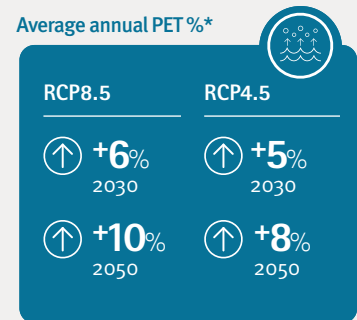 Average annual PET %*
RCP8.5 RCP4.5
+6% +5%
2030 2030
+10% +8%
2050 2050